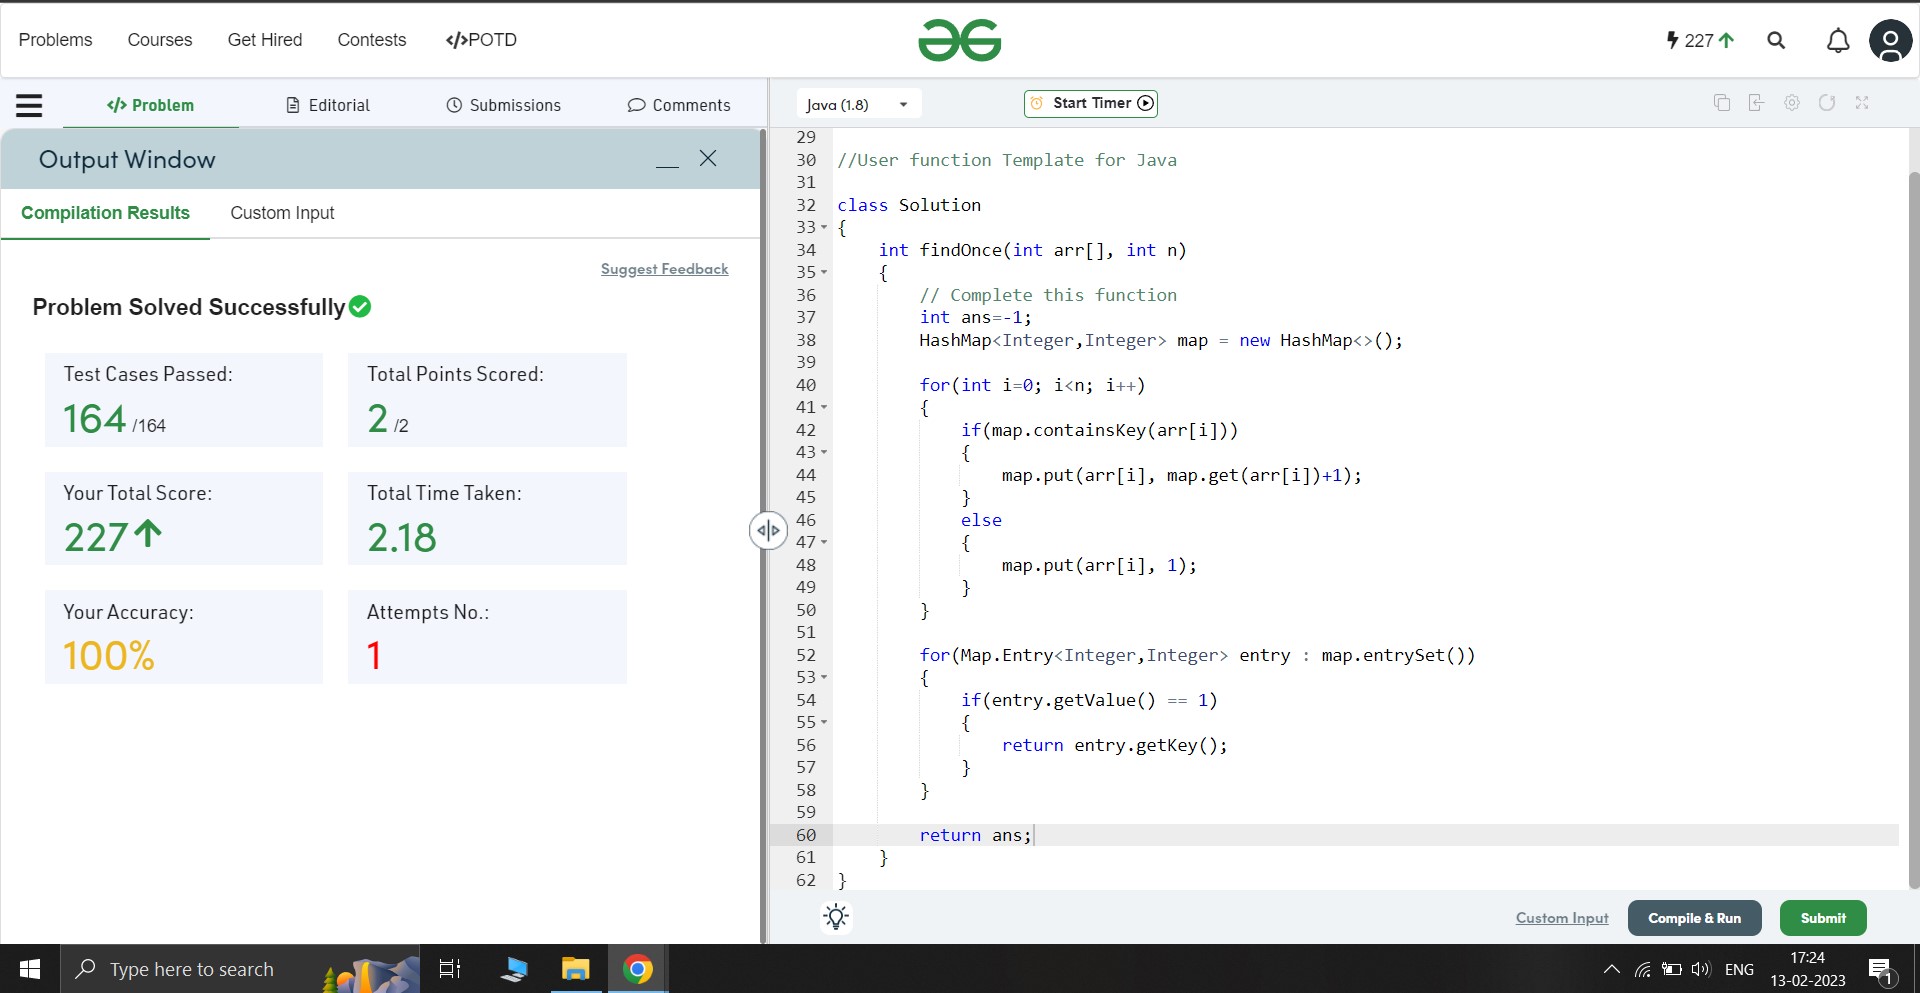 Problems Courses Get Hired Contests </>POTD
227
</> Problem Editorial Submissions Comments
Java (1.8) Start Timer
Output Window
Compilation Results Custom Input
Suggest Feedback
Problem Solved Successfully
Test Cases Passed: Total Points Scored:
164 /164 2 /2
Your Total Score: Total Time Taken:
227 2.18
Your Accuracy: Attempts No.:
100% 1
29
30 //User function Template for Java
31
32 class Solution
33 {
34 int findOnce(int arr[], int n)
35 {
36 // Complete this function
37 int ans=-1;
38 HashMap<Integer,Integer> map = new HashMap<>();
39
40 for(int i=0; i<n; i++)
41 {
42 if(map.containsKey(arr[i]))
43 {
44 map.put(arr[i], map.get(arr[i])+1);
45 }
46 else
47 {
48 map.put(arr[i], 1);
49 }
50 }
51
52 for(Map.Entry<Integer,Integer> entry : map.entrySet())
53 {
54 if(entry.getValue() == 1)
55 {
56 return entry.getKey();
57 }
58 }
59
60 return ans;
61 }
62 }
Custom Input Compile & Run Submit
Type here to search
ENG
17:24
13-02-2023
1